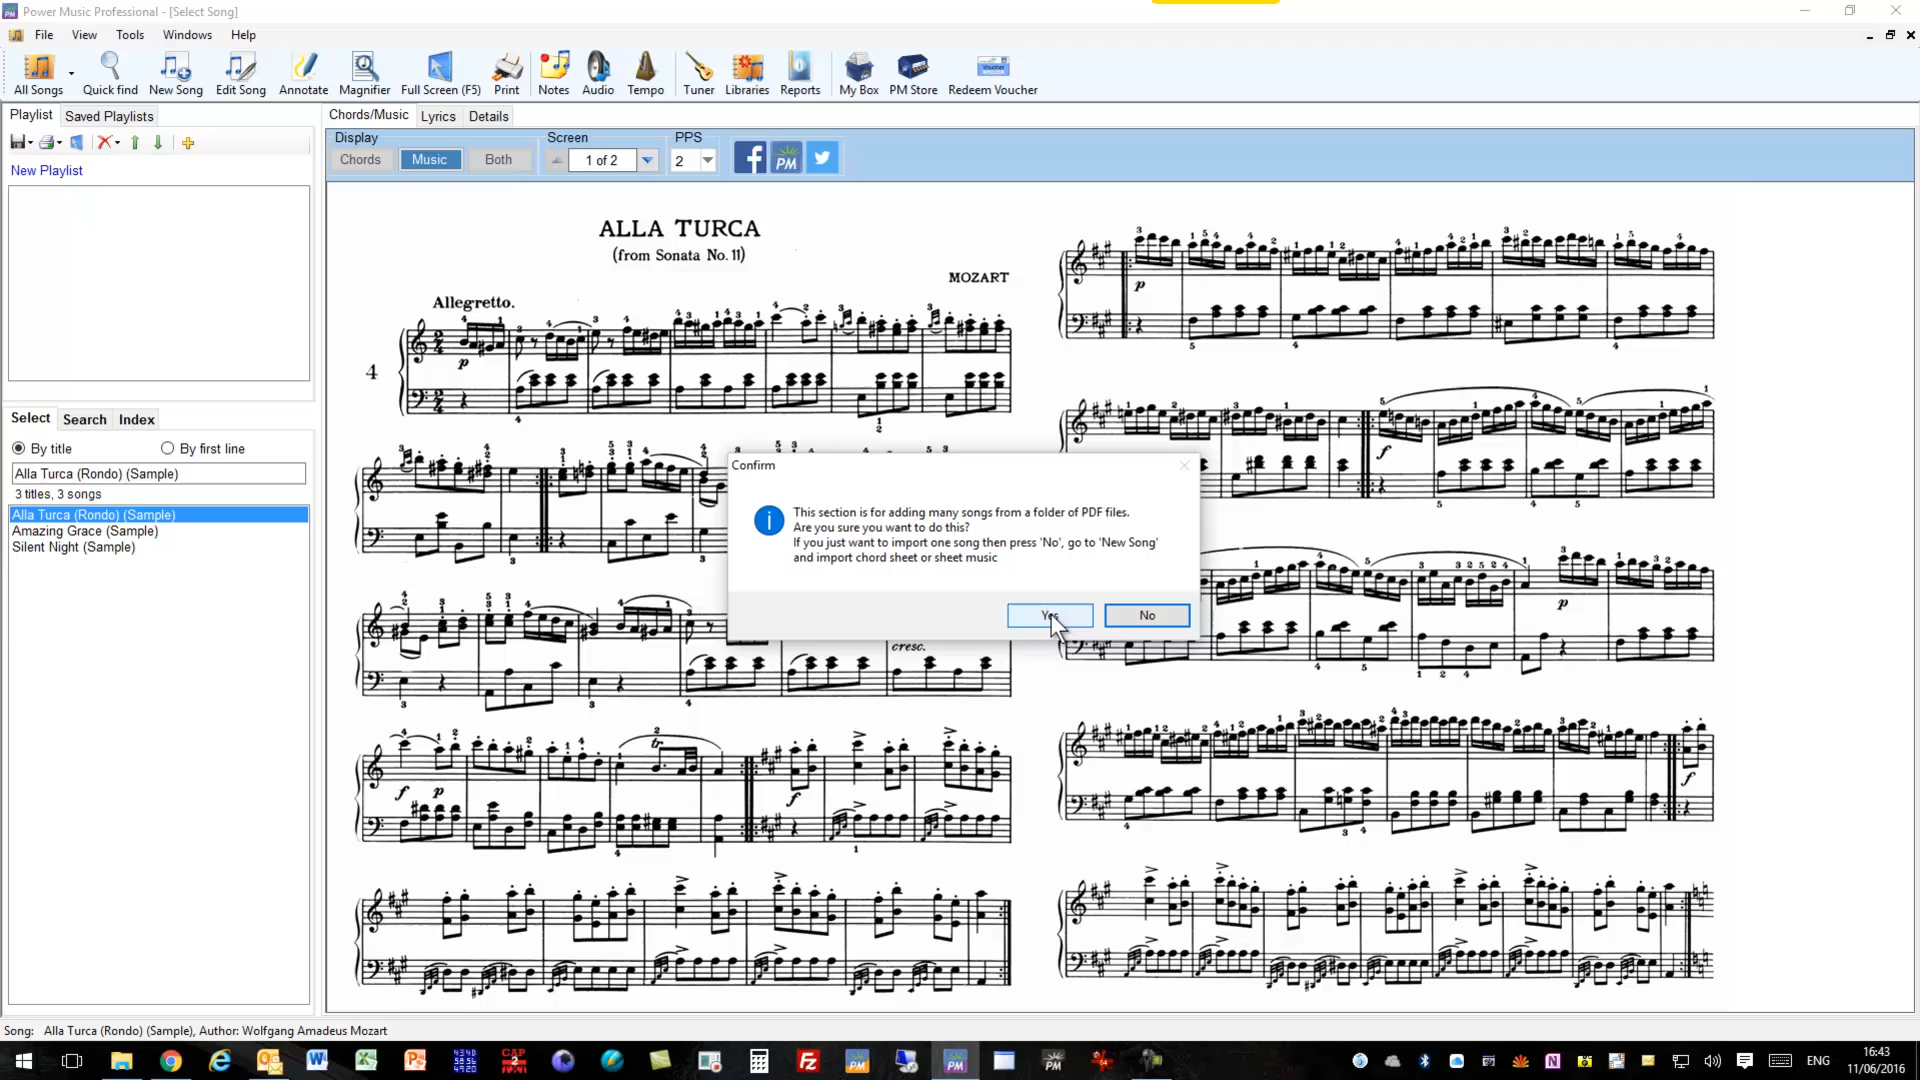 Power Music Professional - [Select Song]
File View Tools Windows Help
All Songs Quick find New Song Edit Song Annotate Magnifier Full Screen (F5) Print Notes Audio Tempo Tuner Libraries Reports My Box PM Store Redeem Voucher
Playlist Saved Playlists
New Playlist
Chords/Music Lyrics Details
Display Screen PPS
Chords Music Both 1 of 2 2
ALLA TURCA
(from Sonata No. 11)
MOZART
Allegretto.
4
cresc.
Select Search Index
By title By first line
Alla Turca (Rondo) (Sample)
3 titles, 3 songs
Alla Turca (Rondo) (Sample)
Amazing Grace (Sample)
Silent Night (Sample)
Confirm
This section is for adding many songs from a folder of PDF files.
Are you sure you want to do this?
If you just want to import one song then press 'No', go to 'New Song'
and import chord sheet or sheet music
Yes No
Song: Alla Turca (Rondo) (Sample), Author: Wolfgang Amadeus Mozart
ENG
16:43
11/06/2016